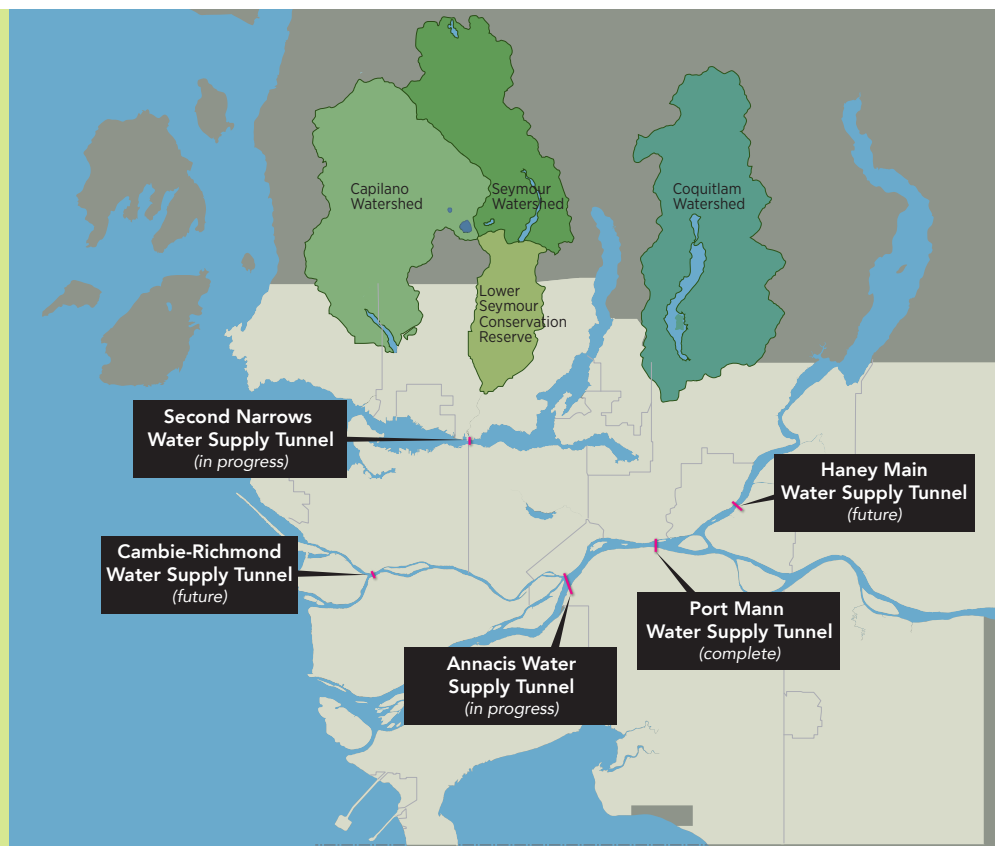 Capilano
Watershed
Seymour
Watershed
Coquitlam
Watershed
Lower
Seymour
Conservation
Reserve
Second Narrows
Water Supply Tunnel
(in progress)
Haney Main
Water Supply Tunnel
(future)
Cambie-Richmond
Water Supply Tunnel
(future)
Port Mann
Water Supply Tunnel
(complete)
Annacis Water
Supply Tunnel
(in progress)